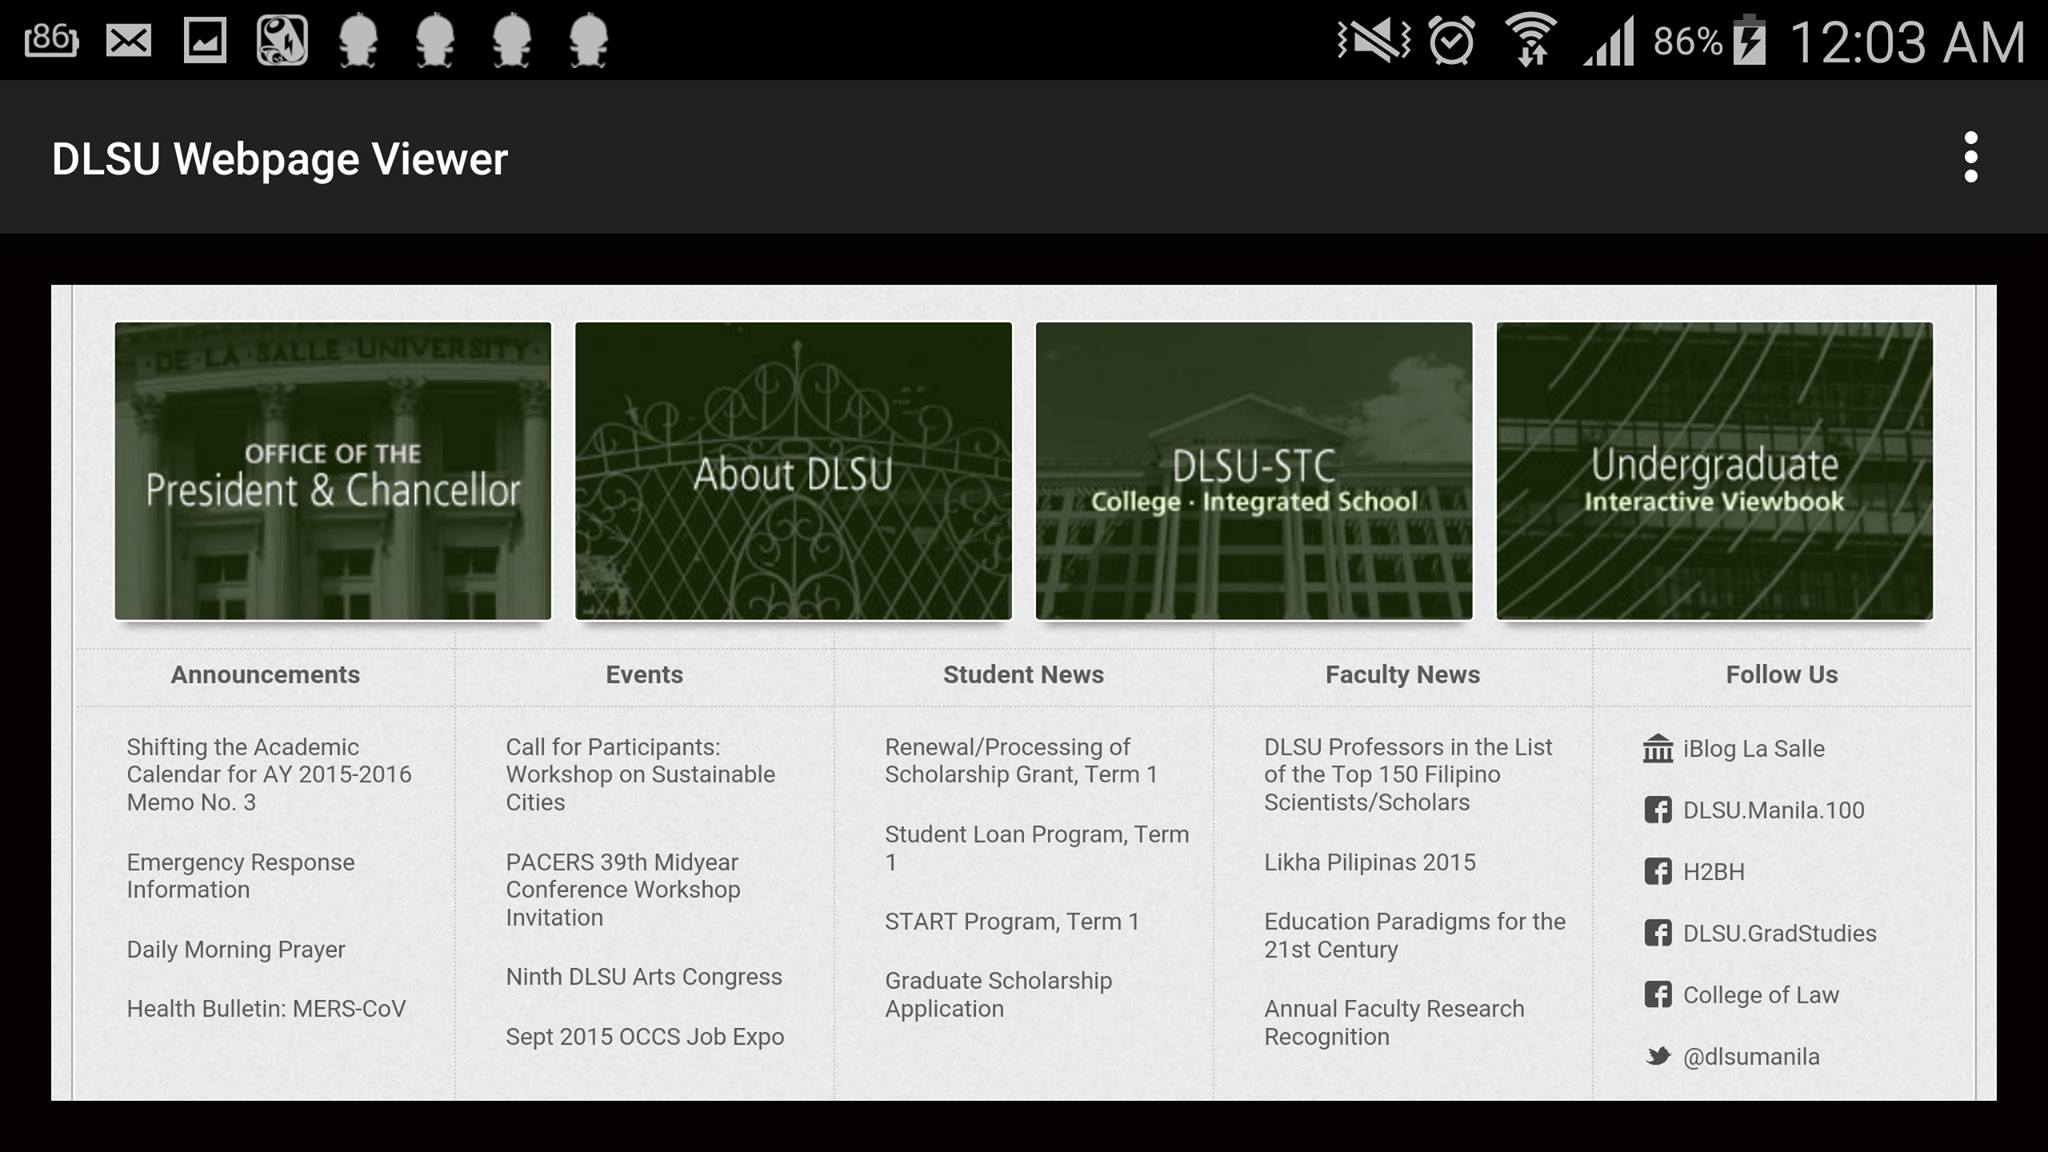 86
86%
12:03 AM
DLSU Webpage Viewer
DE·LA·SALLE·UNIVERSITY·
OFFICE OF THE
President & Chancellor
About DLSU
DLSU-STC
College · Integrated School
Undergraduate
Interactive Viewbook
Announcements
Shifting the Academic
Calendar for AY 2015-2016
Memo No. 3
Emergency Response
Information
Daily Morning Prayer
Health Bulletin: MERS-CoV
Events
Call for Participants:
Workshop on Sustainable
Cities
PACERS 39th Midyear
Conference Workshop
Invitation
Ninth DLSU Arts Congress
Sept 2015 OCCS Job Expo
Student News
Renewal/Processing of
Scholarship Grant, Term 1
Student Loan Program, Term
1
START Program, Term 1
Graduate Scholarship
Application
Faculty News
DLSU Professors in the List
of the Top 150 Filipino
Scientists/Scholars
Likha Pilipinas 2015
Education Paradigms for the
21st Century
Annual Faculty Research
Recognition
Follow Us
iBlog La Salle
DLSU.Manila.100
H2BH
DLSU.GradStudies
College of Law
@dlsumanila